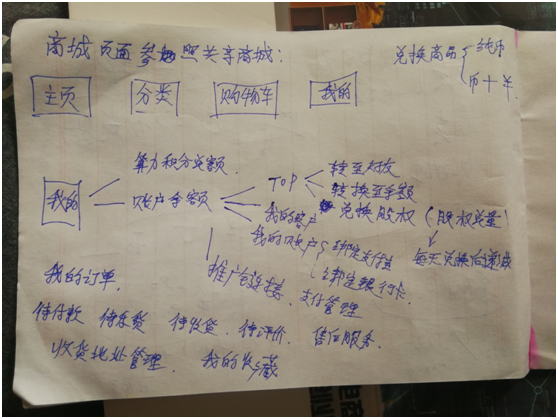 商城页面参照共享商城:
兑换商品 纯币
币+羊
主页 分类 购物车 我的
算力积分总额
我的 账户余额 TOP 转至好友
转换至余额
兑换股权(股权总量)
每天兑换后递减
我的账户
我的账户 绑定支付宝
绑定银行卡
推广链接、支付管理
我的订单.
待付款 待发货 待收货. 待评价. 售后服务.
收货地址管理. 我的收藏